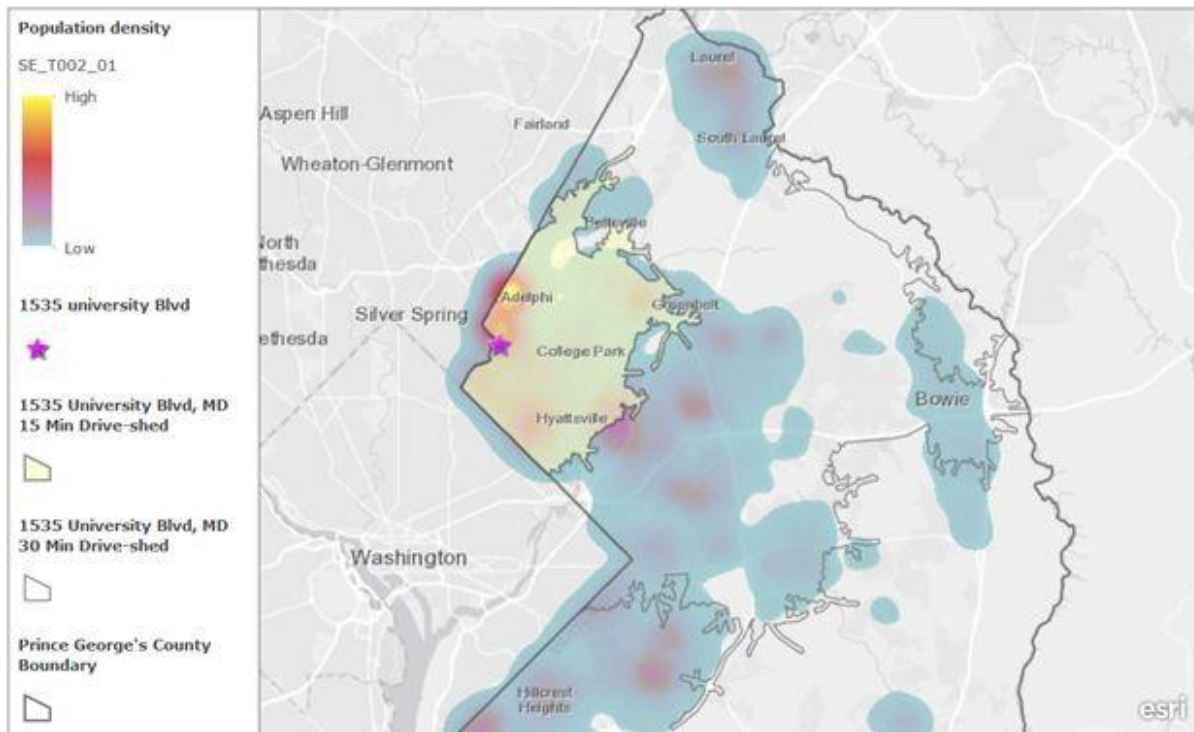 Population density
SE_T002_01
High
Low
1535 university Blvd
1535 University Blvd, MD
15 Min Drive-shed
1535 University Blvd, MD
30 Min Drive-shed
Prince George's County
Boundary
Laurel
Aspen Hill
Fairland
South Laurel
Wheaton-Glenmont
Beltsville
North
thesda
Adelphi
Greenbelt
Silver Spring
ethesda
College Park
Bowie
Hyattsville
Washington
Hillcrest
Heights
esri